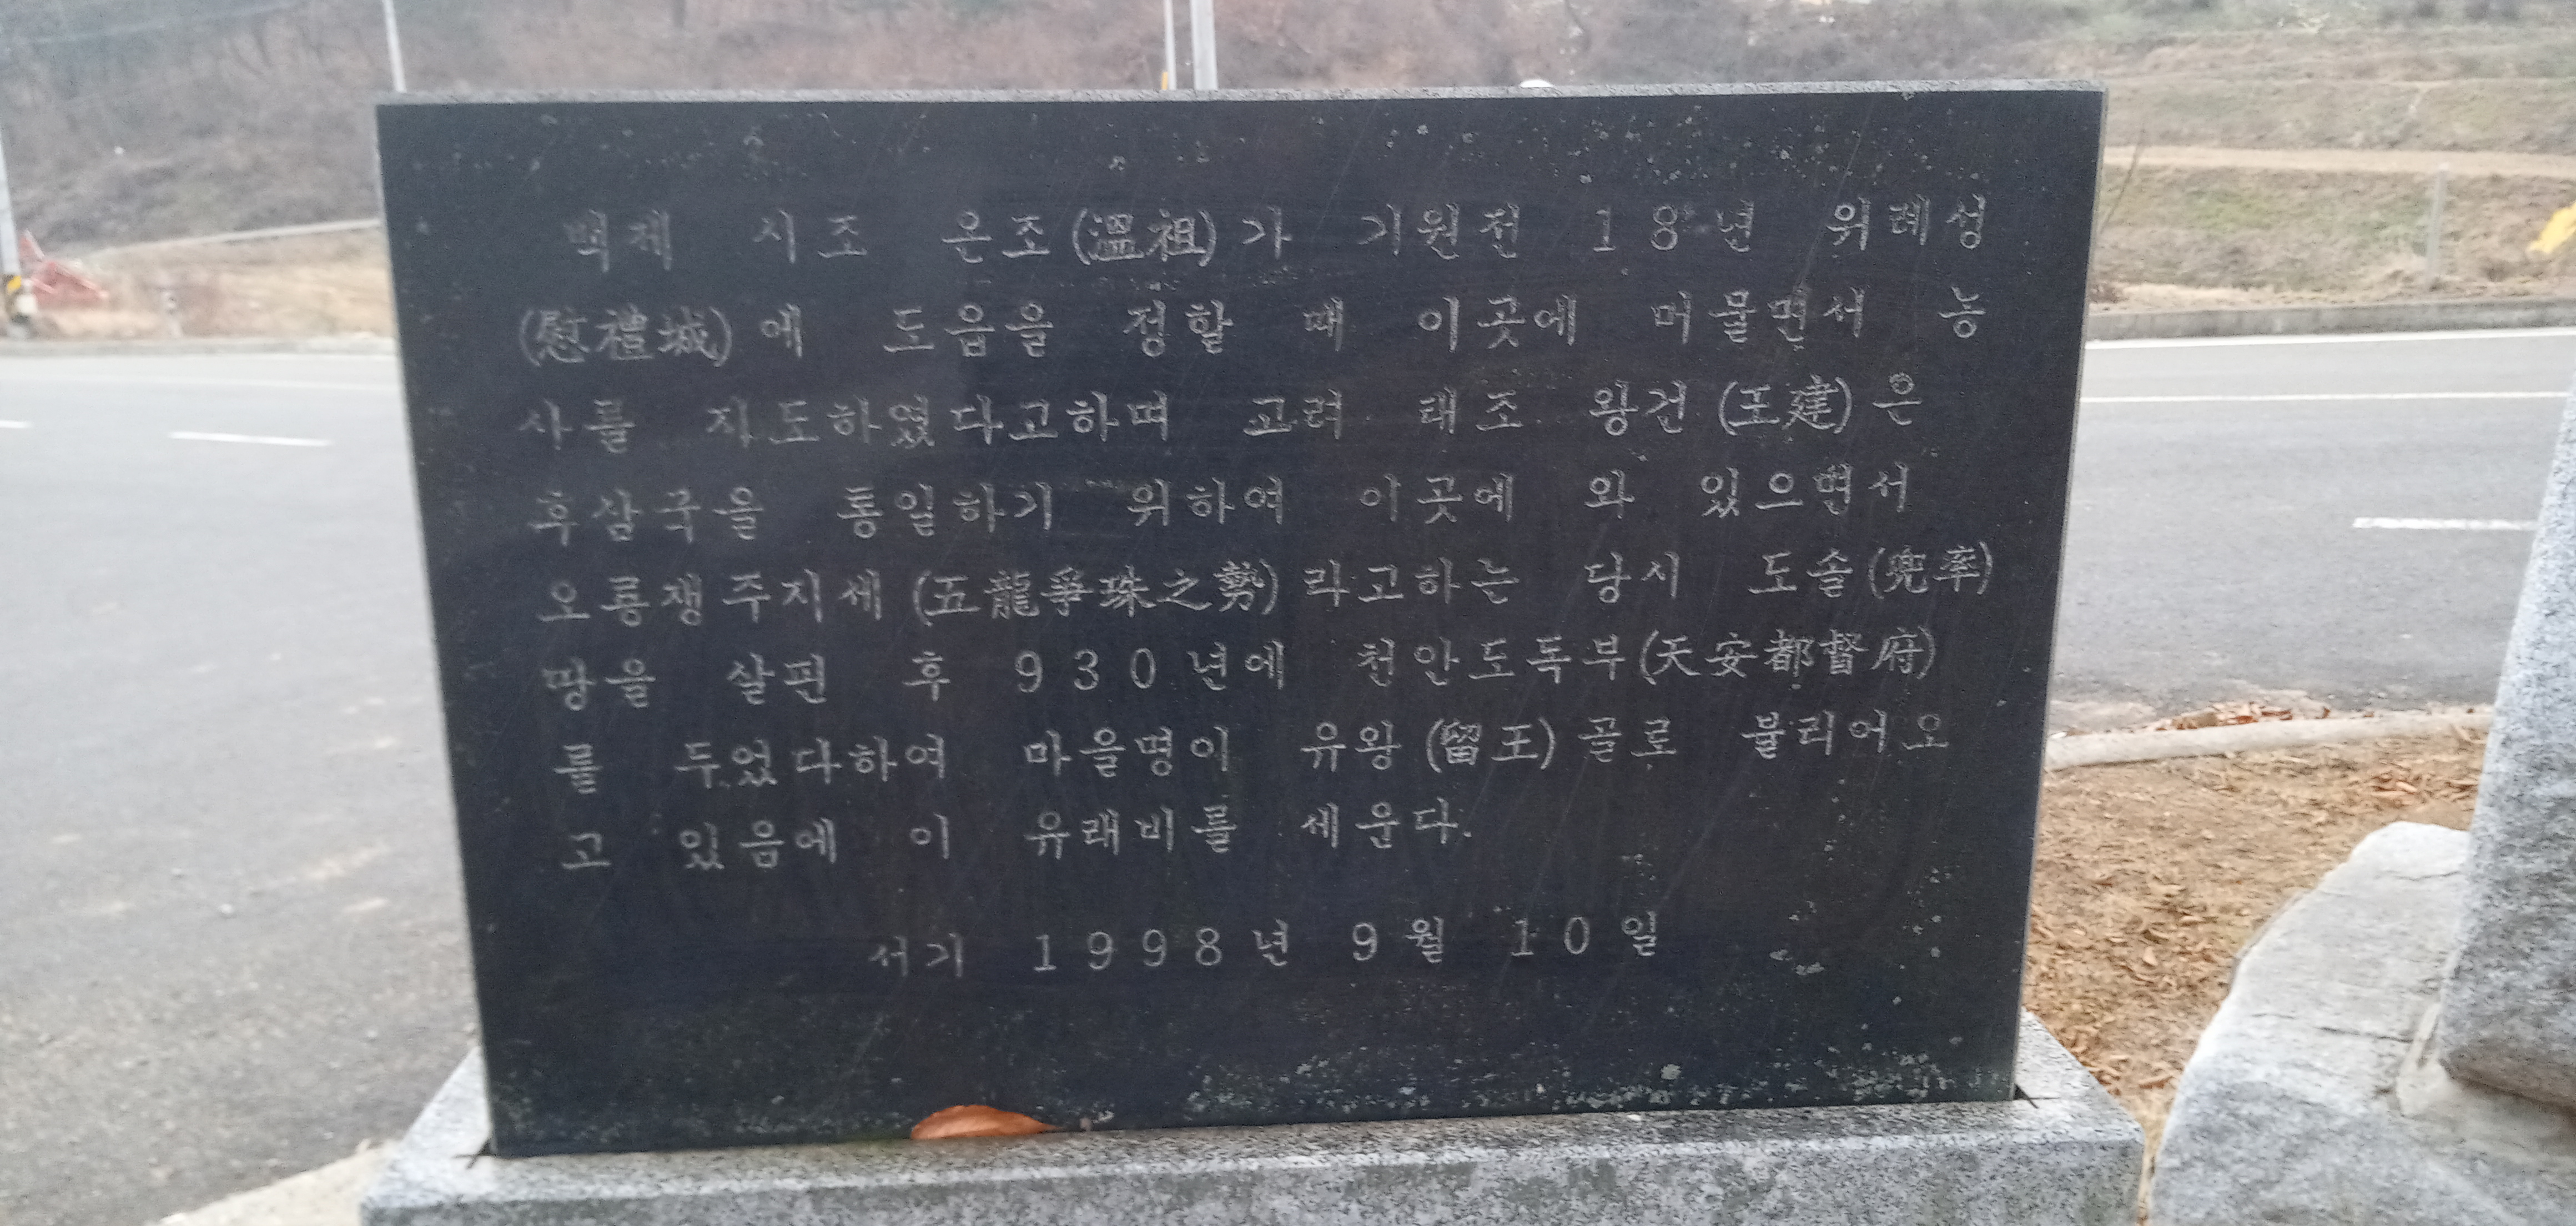 백제 시조 온조(溫祖)가 기원전 18년 위례성
(慰禮城)에 도읍을 정할 때 이곳에 머물면서 농
사를 지도하였다고하며 고려 태조 왕건(王建)은
후삼국을 통일하기 위하여 이곳에 와 있으면서
오룡쟁주지세(五龍爭珠之勢)라고하는 당시 도솔(兜率)
땅을 살핀 후 930년에 천안도독부(天安都督府)
를 두었다하여 마을명이 유왕(留王)골로 불리어오
고 있음에 이 유래비를 세운다.
서기 1998년 9월 10일